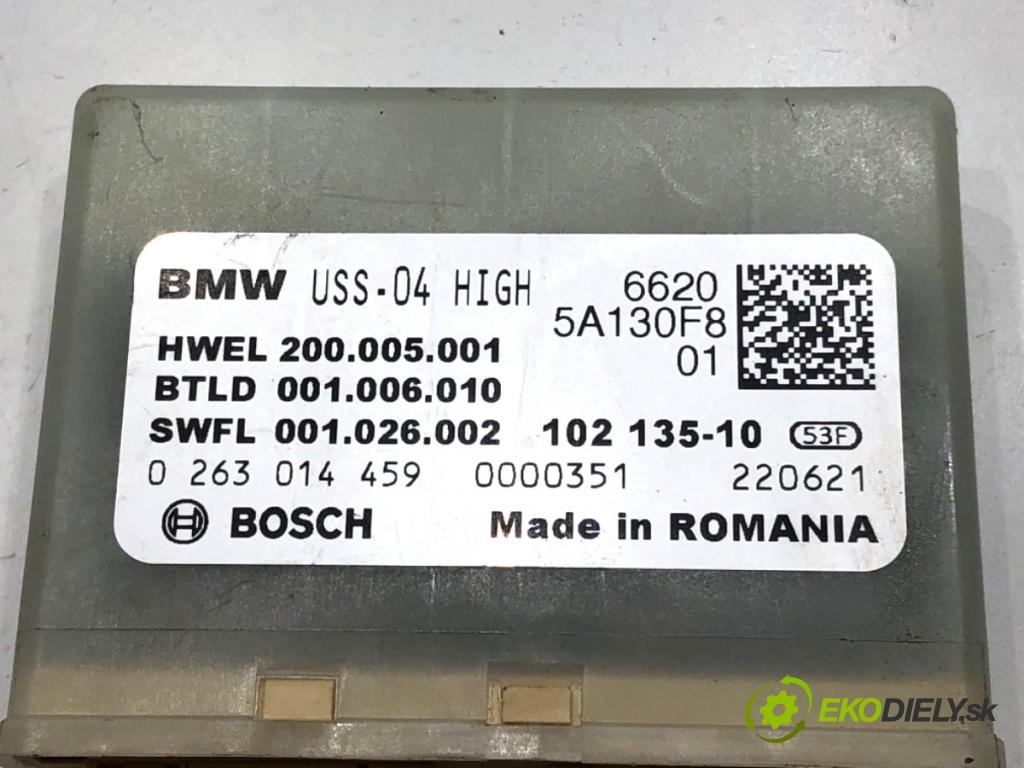 BMW USS-04 HIGH 6620
5A130F8
HWEL 200.005.001 01
BTLD 001.006.010
SWFL 001.026.002 102 135-10 53F
0 263 014 459 0000351 220621
BOSCH Made in ROMANIA
EKODIELY.sk